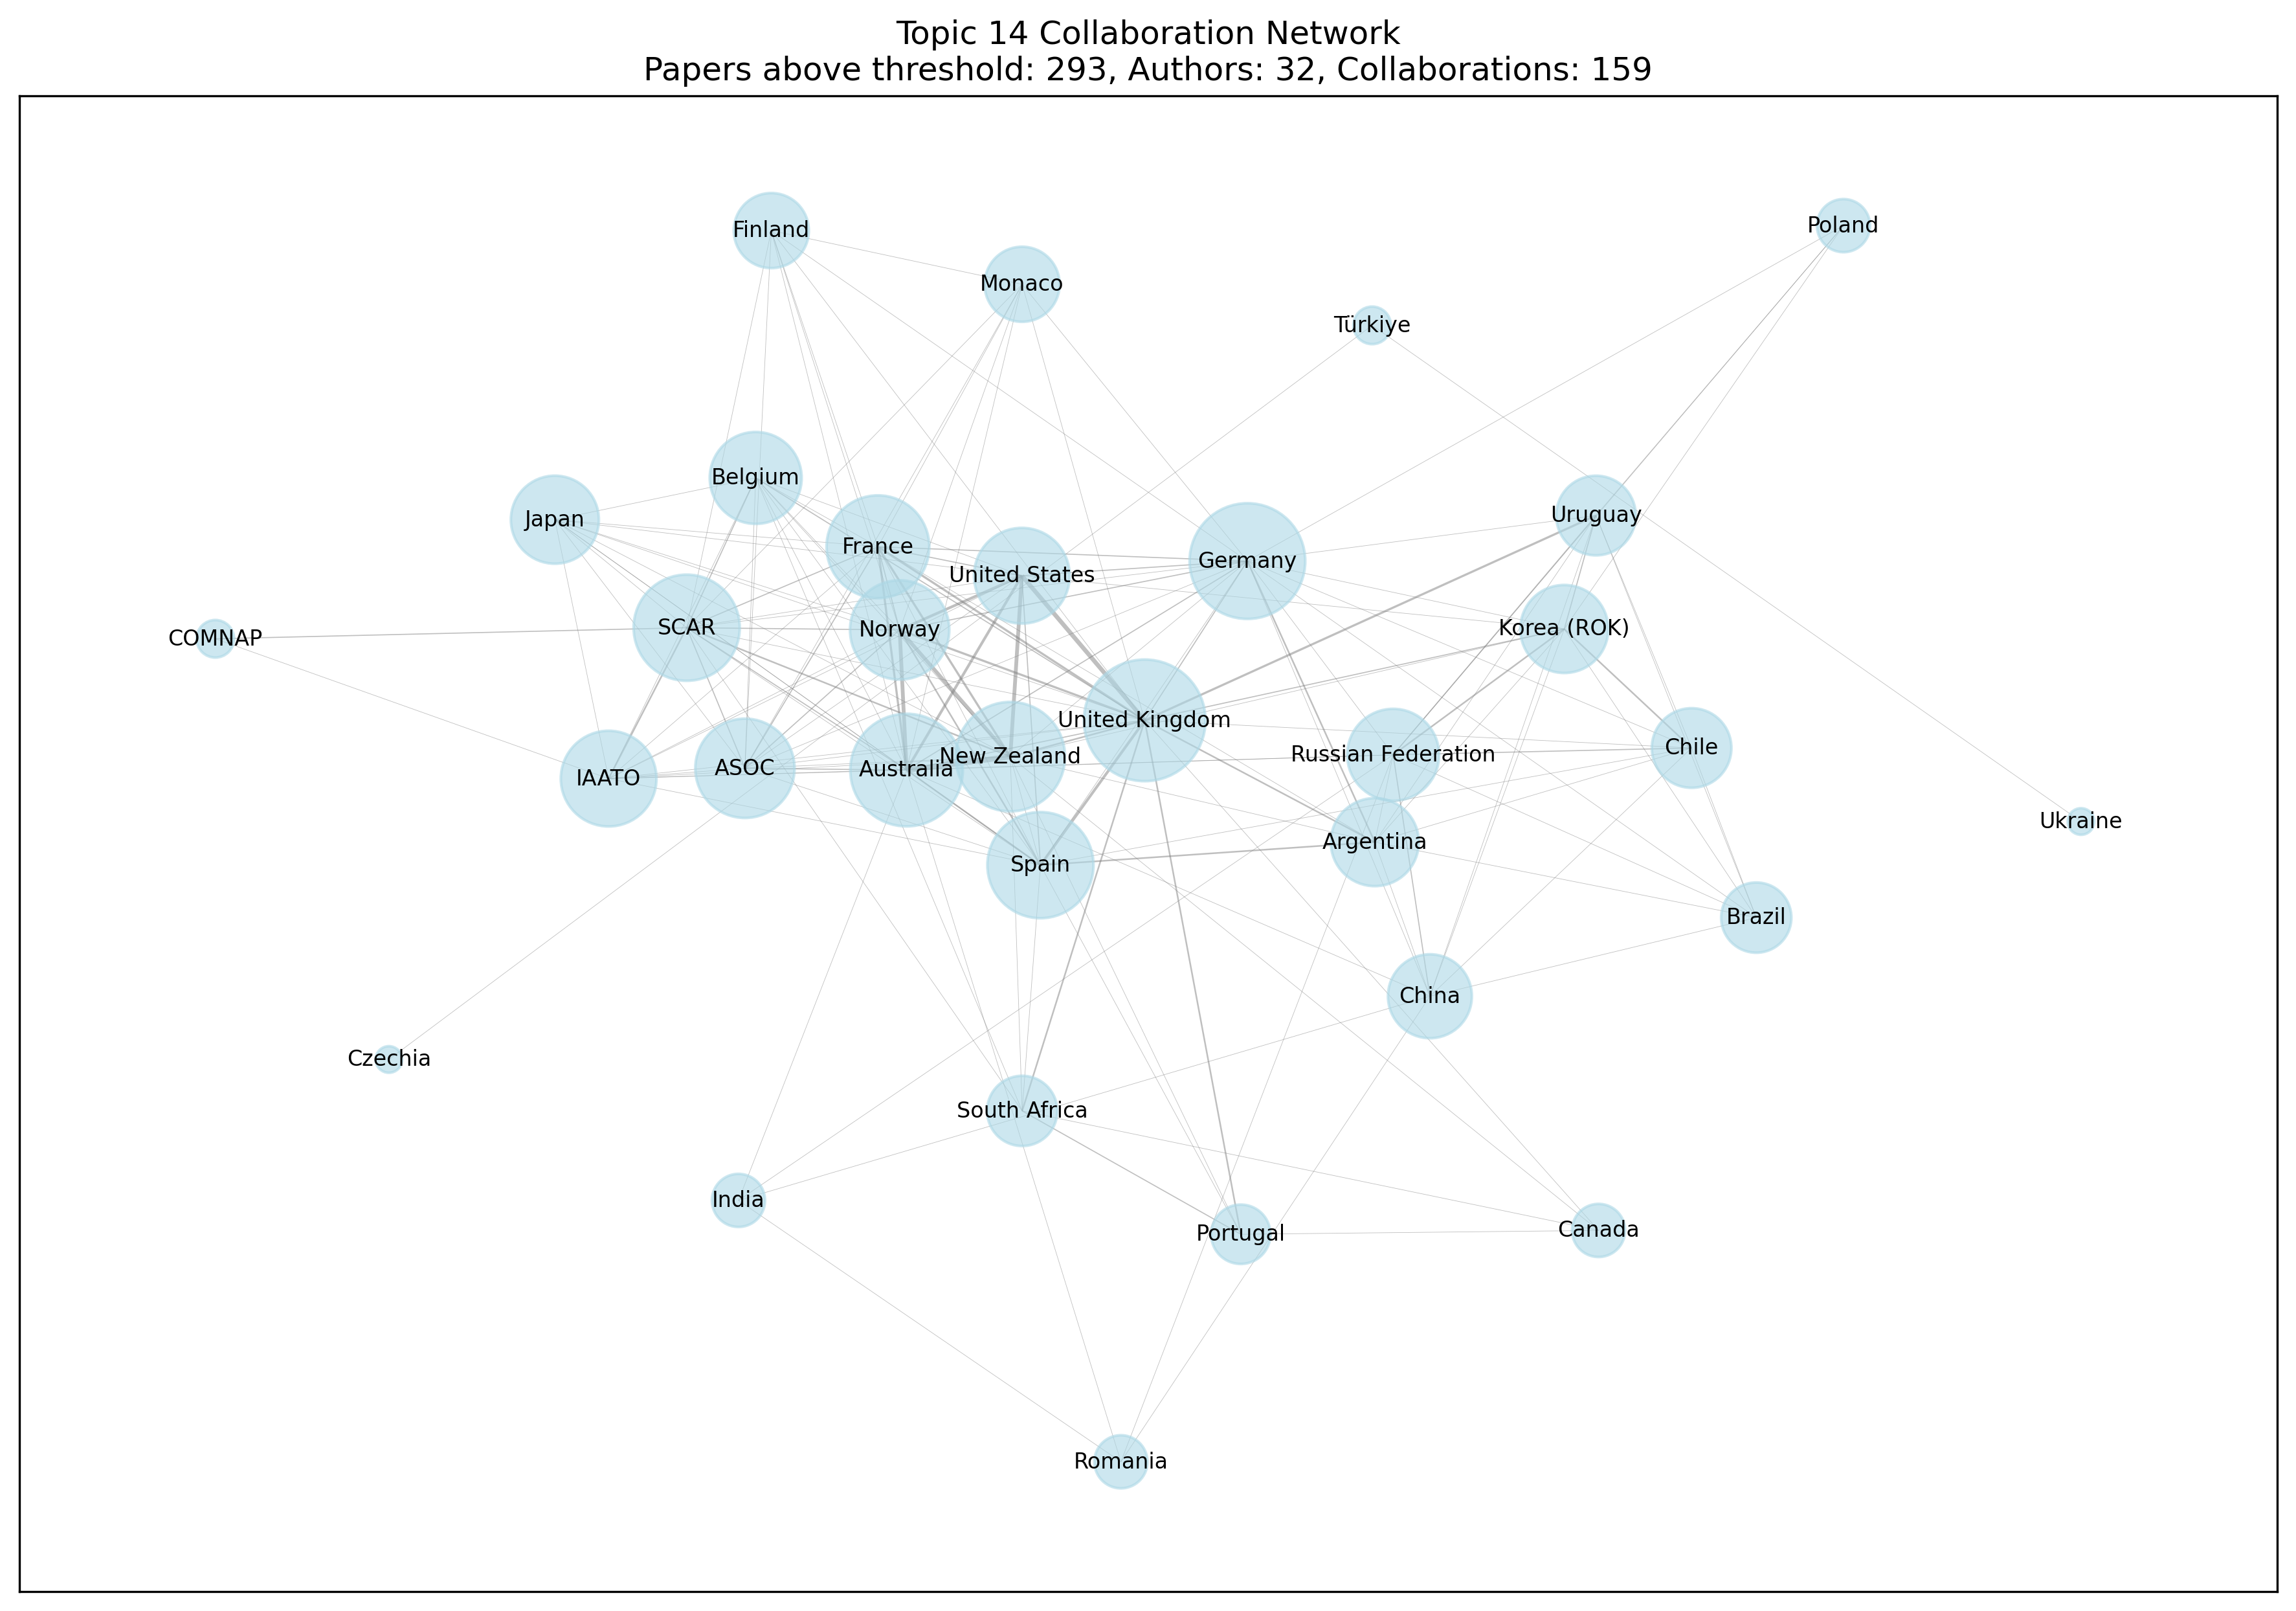 Topic 14 Collaboration Network
Papers above threshold: 293, Authors: 32, Collaborations: 159
Finland
Poland
Monaco
Türkiye
Belgium
Japan
Uruguay
France
Germany
United States
SCAR
Norway
Korea (ROK)
COMNAP
United Kingdom
Chile
New Zealand
Russian Federation
ASOC
Australia
IAATO
Ukraine
Argentina
Spain
Brazil
China
Czechia
South Africa
India
Canada
Portugal
Romania